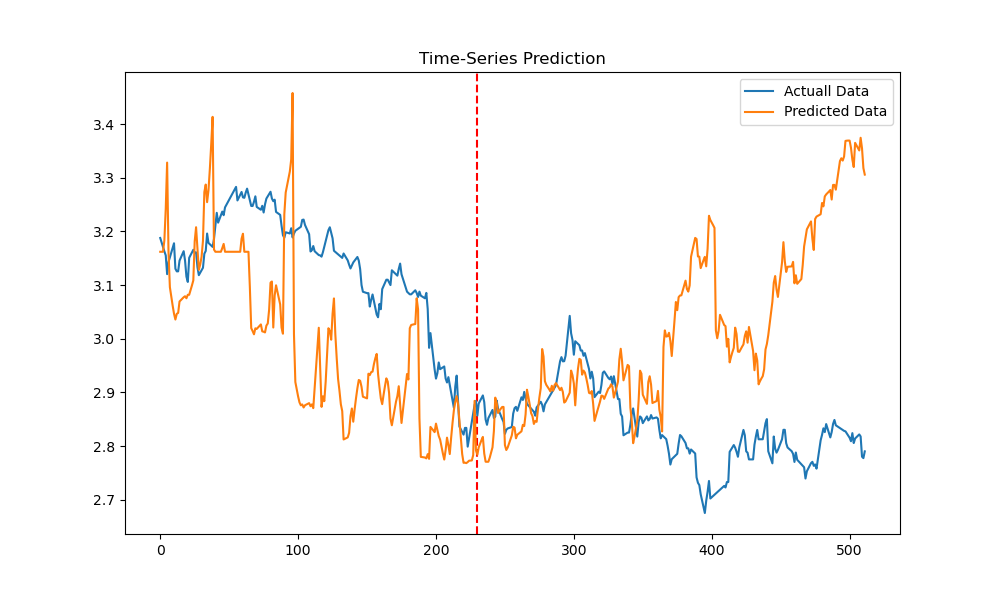 Time-Series Prediction
Actuall Data
Predicted Data
3.4
3.3
3.2
3.1
3.0
2.9
2.8
2.7
0 100 200 300 400 500